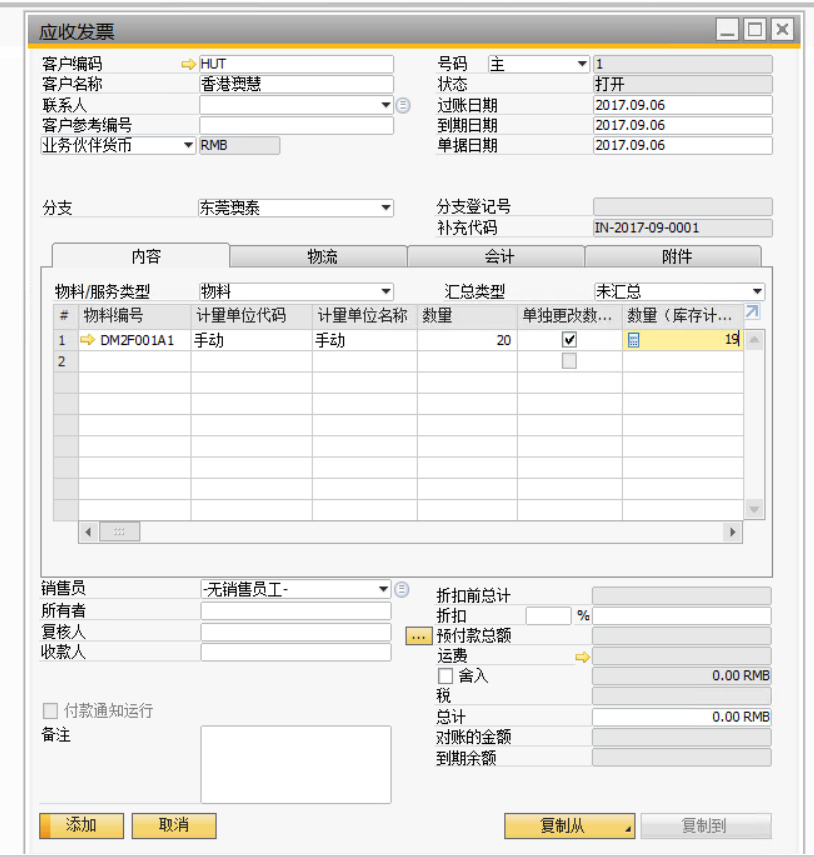 应收发票
客户编码 HUT 号码 主 1
客户名称 香港澳慧 状态 打开
联系人 过账日期 2017.09.06
客户参考编号 到期日期 2017.09.06
业务伙伴货币 RMB 单据日期 2017.09.06
分支 东莞澳泰 分支登记号
补充代码 IN-2017-09-0001
内容 物流 会计 附件
物料/服务类型 物料 汇总类型 未汇总
# 物料编号 计量单位代码 计量单位名称 数量 单独更改数... 数量（库存计...
1 DM2F001A1 手动 手动 20 19
2
销售员 -无销售员工- 折扣前总计
所有者 折扣 %
复核人 ... 预付款总额
收款人 运费
舍入 0.00 RMB
税
付款通知运行 总计 0.00 RMB
备注 对账的金额
到期余额
添加 取消 复制从 复制到